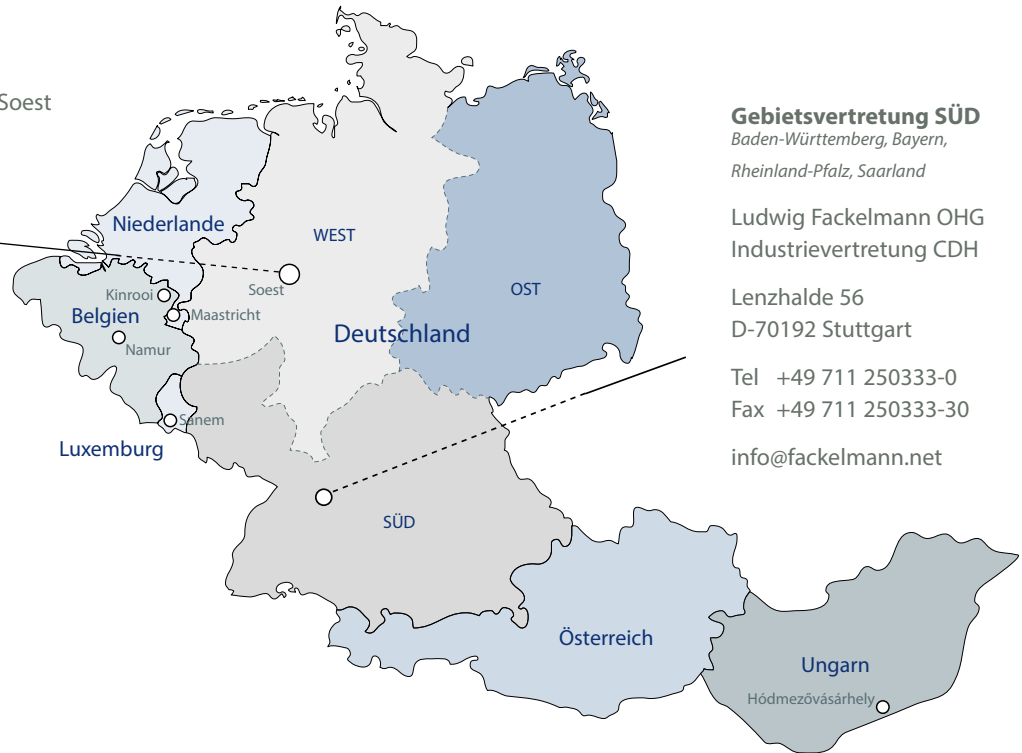 Soest
Gebietsvertretung SÜD
Baden-Württemberg, Bayern,
Rheinland-Pfalz, Saarland
Ludwig Fackelmann OHG
Industrievertretung CDH
Lenzhalde 56
D-70192 Stuttgart
Tel +49 711 250333-0
Fax +49 711 250333-30
info@fackelmann.net
Niederlande
WEST
Soest
OST
Kinrooi
Belgien
Maastricht
Deutschland
Namur
Sanem
Luxemburg
SÜD
Österreich
Ungarn
Hódmezővásárhely